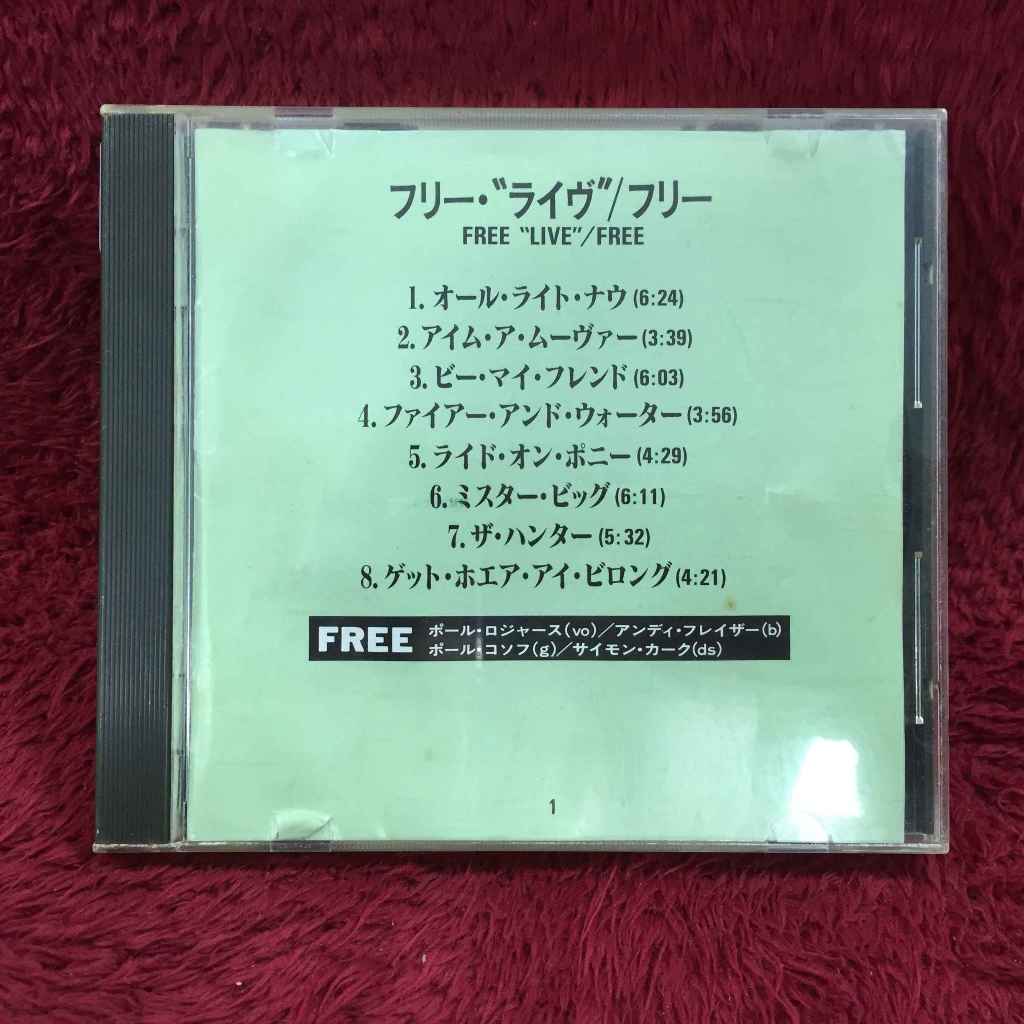 フリー・"ライヴ"/フリー
FREE "LIVE"/FREE
1. オール・ライト・ナウ(6:24)
2. アイム・ア・ムーヴァー(3:39)
3. ビー・マイ・フレンド(6:03)
4. ファイアー・アンド・ウォーター(3:56)
5. ライド・オン・ポニー(4:29)
6. ミスター・ビッグ(6:11)
7. ザ・ハンター(5:32)
8. ゲット・ホエア・アイ・ビロング(4:21)
FREE ポール・ロジャース(vo)/アンディ・フレイザー(b)
ポール・コソフ(g)/サイモン・カーク(ds)
1